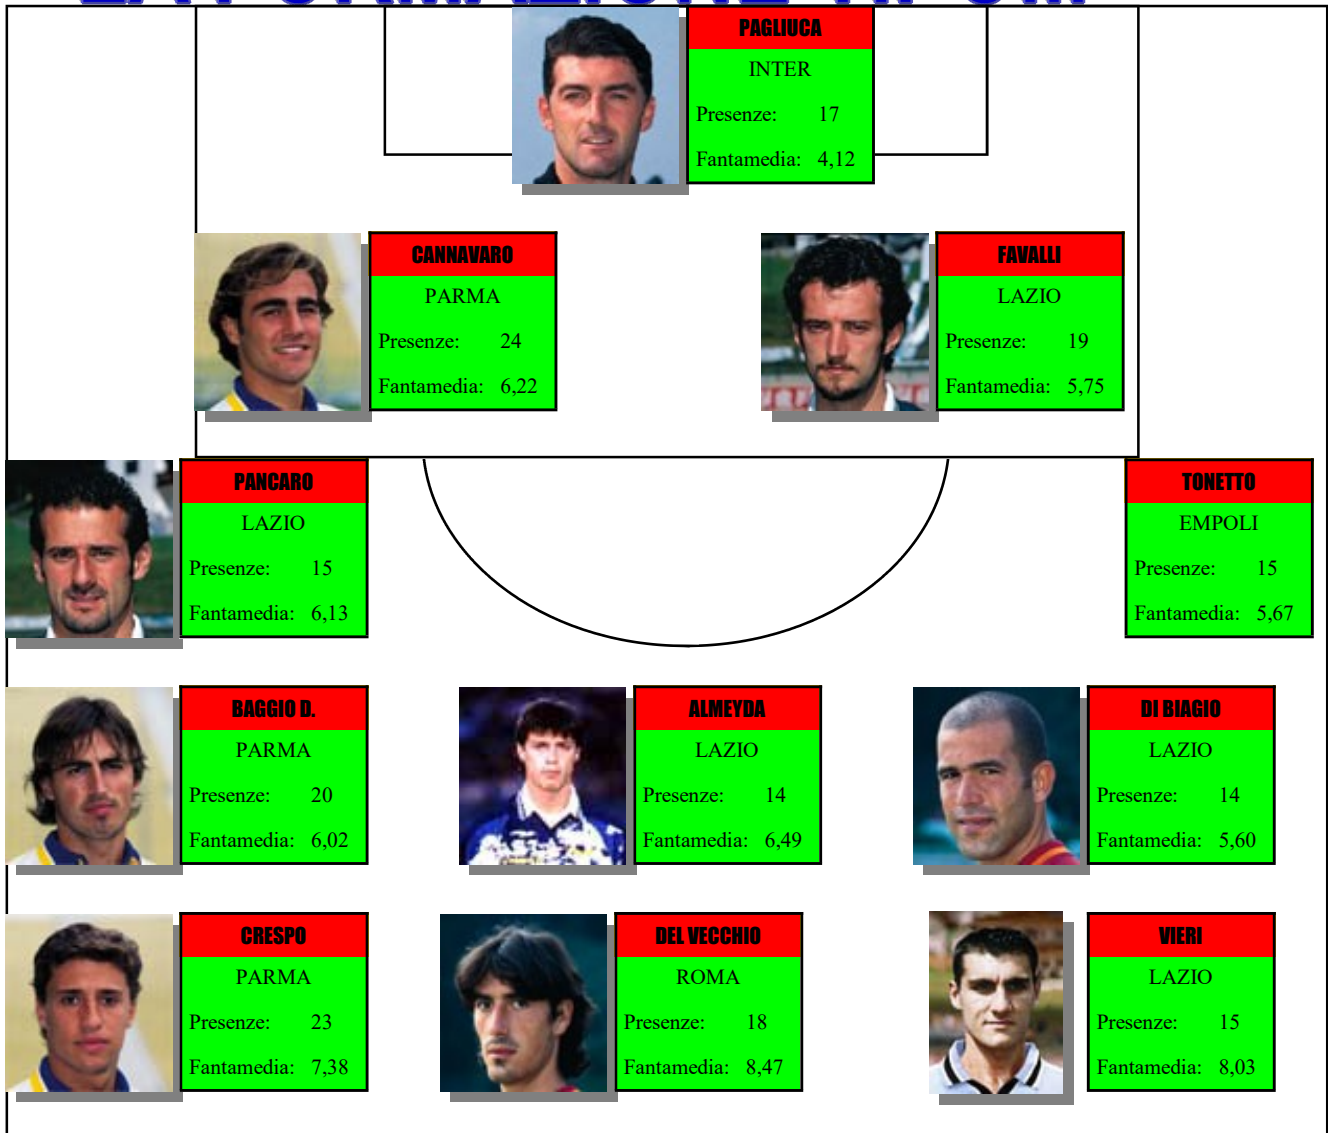 PAGLIUCA
INTER
Presenze: 17
Fantamedia: 4,12
CANNAVARO
PARMA
Presenze: 24
Fantamedia: 6,22
FAVALLI
LAZIO
Presenze: 19
Fantamedia: 5,75
PANCARO
LAZIO
Presenze: 15
Fantamedia: 6,13
TONETTO
EMPOLI
Presenze: 15
Fantamedia: 5,67
BAGGIO D.
PARMA
Presenze: 20
Fantamedia: 6,02
ALMEYDA
LAZIO
Presenze: 14
Fantamedia: 6,49
DI BIAGIO
LAZIO
Presenze: 14
Fantamedia: 5,60
CRESPO
PARMA
Presenze: 23
Fantamedia: 7,38
DEL VECCHIO
ROMA
Presenze: 18
Fantamedia: 8,47
VIERI
LAZIO
Presenze: 15
Fantamedia: 8,03